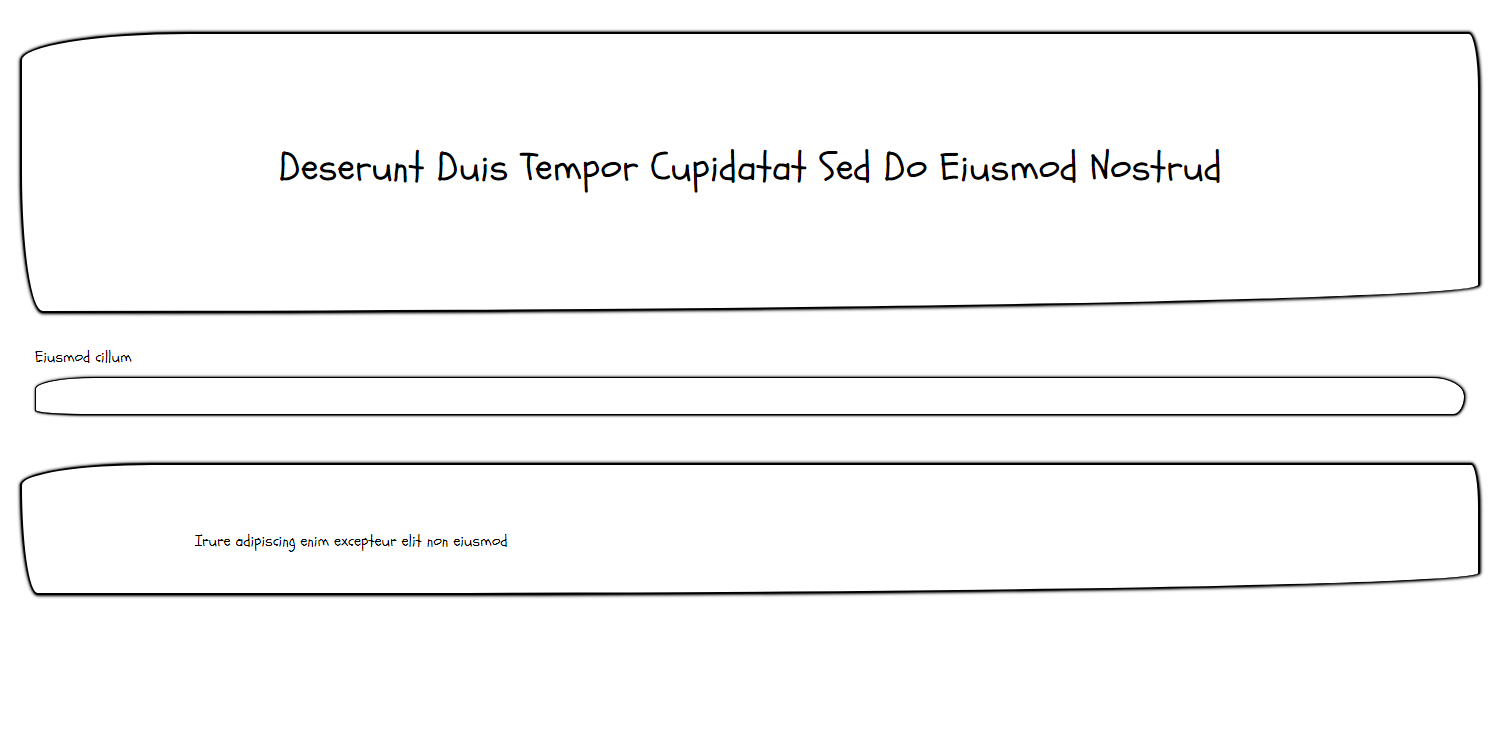 Deserunt Duis Tempor Cupidatat Sed Do Eiusmod Nostrud
Eiusmod cillum
Irure adipiscing enim excepteur elit non eiusmod